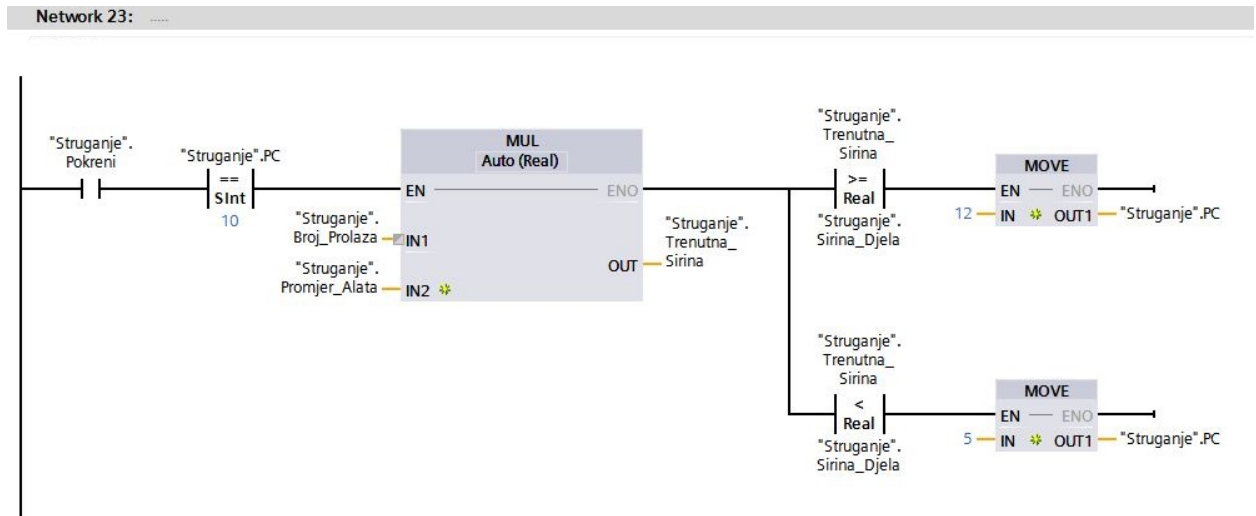 Network 23: .....
"Struganje".
Pokreni
"Struganje".PC
==
SInt
10
MUL
Auto (Real)
EN
ENO
"Struganje".
Broj_Prolaza
IN1
"Struganje".
Promjer_Alata
IN2
OUT
"Struganje".
Trenutna_
Sirina
"Struganje".
Trenutna_
Sirina
>=
Real
"Struganje".
Sirina_Djela
MOVE
EN
ENO
12
IN
OUT1
"Struganje".PC
"Struganje".
Trenutna_
Sirina
<
Real
"Struganje".
Sirina_Djela
MOVE
EN
ENO
5
IN
OUT1
"Struganje".PC